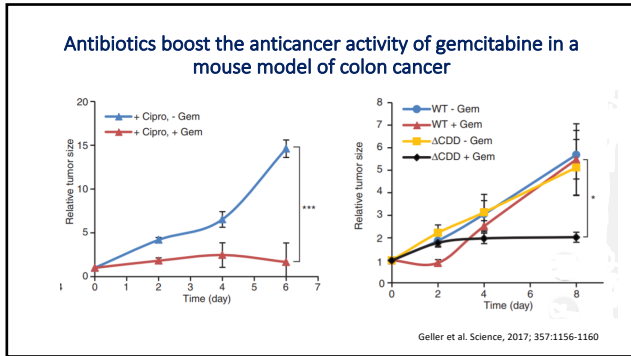 Antibiotics boost the anticancer activity of gemcitabine in a
mouse model of colon cancer
20
15
10
5
0
Relative tumor size
+ Cipro, - Gem
+ Cipro, + Gem
***
0 1 2 3 4 5 6 7
Time (day)
8
7
6
5
4
3
2
1
0
Relative tumor size
WT - Gem
WT + Gem
ΔCDD - Gem
ΔCDD + Gem
*
0 2 4 6 8
Time (day)
Geller et al. Science, 2017; 357:1156-1160